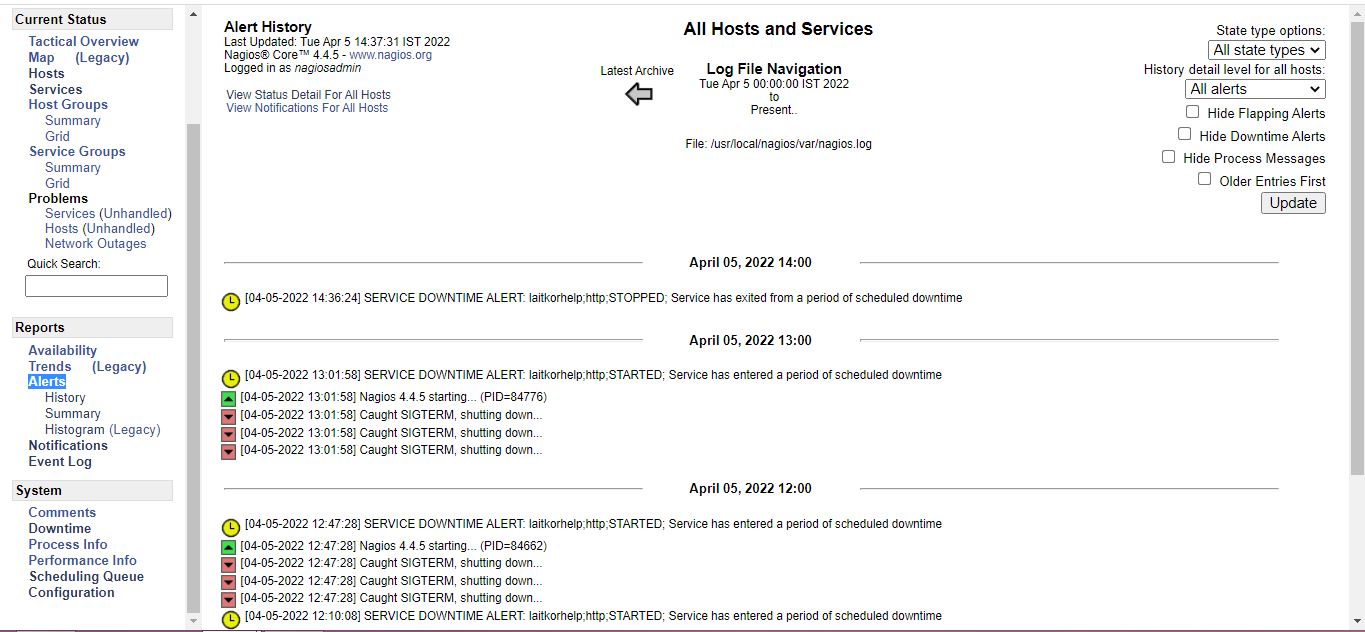 Current Status
Tactical Overview
Map (Legacy)
Hosts
Services
Host Groups
Summary
Grid
Service Groups
Summary
Grid
Problems
Services (Unhandled)
Hosts (Unhandled)
Network Outages
Quick Search:
Reports
Availability
Trends (Legacy)
Alerts
History
Summary
Histogram (Legacy)
Notifications
Event Log
System
Comments
Downtime
Process Info
Performance Info
Scheduling Queue
Configuration
Alert History
Last Updated: Tue Apr 5 14:37:31 IST 2022
Nagios® Core™ 4.4.5 - www.nagios.org
Logged in as nagiosadmin
View Status Detail For All Hosts
View Notifications For All Hosts
All Hosts and Services
Latest Archive
Log File Navigation
Tue Apr 5 00:00:00 IST 2022
to
Present..
File: /usr/local/nagios/var/nagios.log
State type options:
All state types
History detail level for all hosts:
All alerts
Hide Flapping Alerts
Hide Downtime Alerts
Hide Process Messages
Older Entries First
Update
April 05, 2022 14:00
[04-05-2022 14:36:24] SERVICE DOWNTIME ALERT: laitkorhelp;http;STOPPED; Service has exited from a period of scheduled downtime
April 05, 2022 13:00
[04-05-2022 13:01:58] SERVICE DOWNTIME ALERT: laitkorhelp;http;STARTED; Service has entered a period of scheduled downtime
[04-05-2022 13:01:58] Nagios 4.4.5 starting... (PID=84776)
[04-05-2022 13:01:58] Caught SIGTERM, shutting down...
[04-05-2022 13:01:58] Caught SIGTERM, shutting down...
[04-05-2022 13:01:58] Caught SIGTERM, shutting down...
April 05, 2022 12:00
[04-05-2022 12:47:28] SERVICE DOWNTIME ALERT: laitkorhelp;http;STARTED; Service has entered a period of scheduled downtime
[04-05-2022 12:47:28] Nagios 4.4.5 starting... (PID=84662)
[04-05-2022 12:47:28] Caught SIGTERM, shutting down...
[04-05-2022 12:47:28] Caught SIGTERM, shutting down...
[04-05-2022 12:47:28] Caught SIGTERM, shutting down...
[04-05-2022 12:10:08] SERVICE DOWNTIME ALERT: laitkorhelp;http;STARTED; Service has entered a period of scheduled downtime